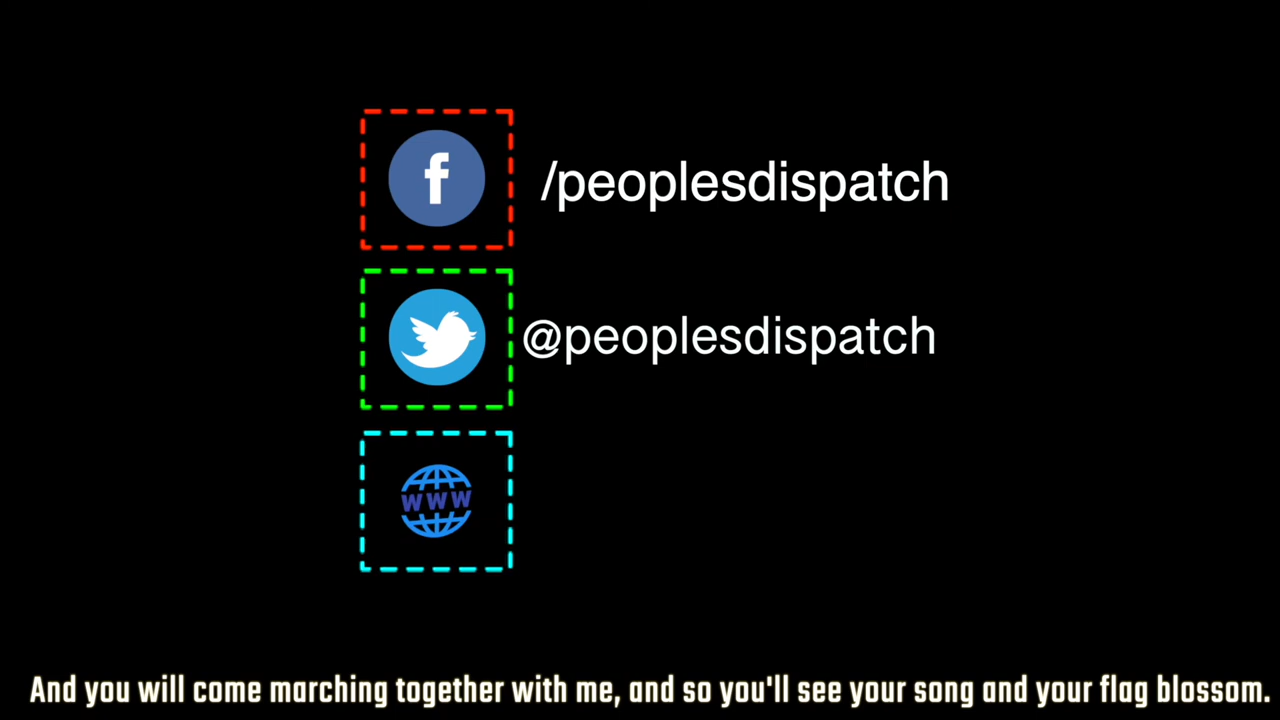 f
/peoplesdispatch
@peoplesdispatch
WWW
And you will come marching together with me, and so you'll see your song and your flag blossom.